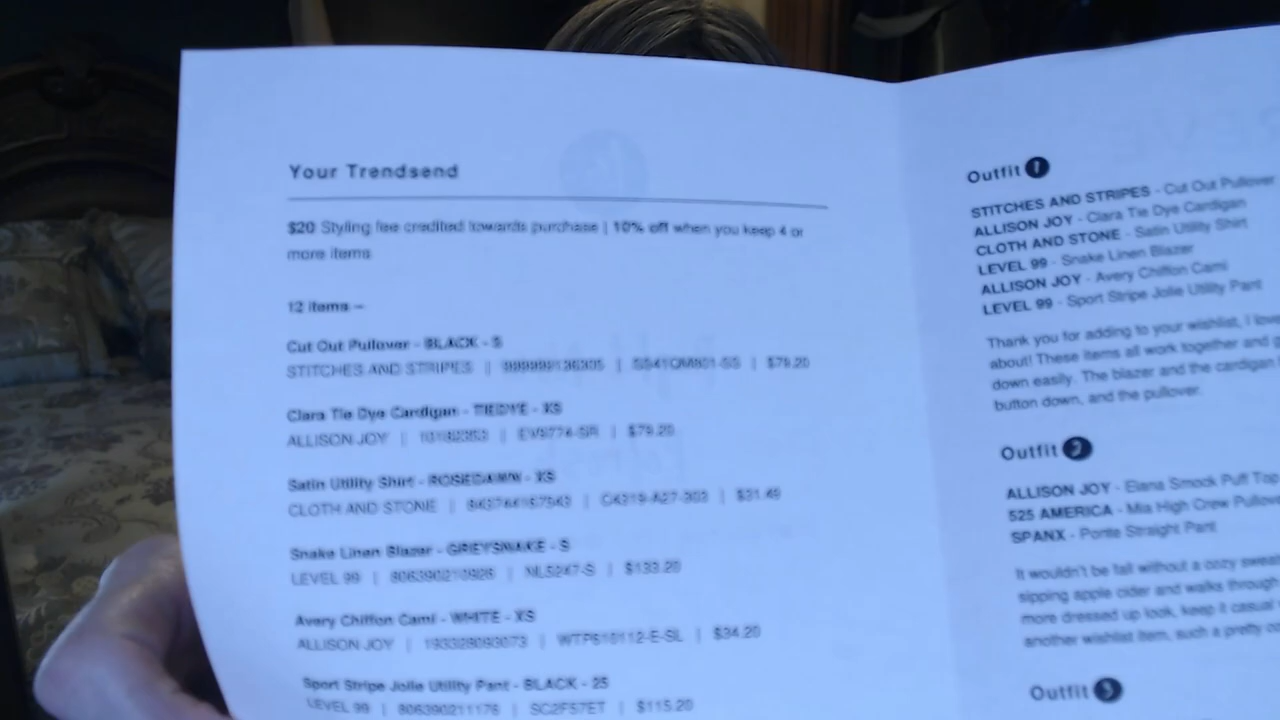 Your Trendsend
$20 Styling fee credited towards purchase | 10% off when you keep 4 or
more items
12 items –
Cut Out Pullover - BLACK - S
STITCHES AND STRIPES | | | $79.20
Clara Tie Dye Cardigan - TIEDYE - XS
ALLISON JOY | | | $79.20
Satin Utility Shirt - ROSEDAWN - XS
CLOTH AND STONE | | |
Snake Linen Blazer - GREYSNAKE - S
LEVEL 99 | 806390210926 | NL5247-S | $133.20
Avery Chiffon Cami - WHITE - XS
ALLISON JOY | 193328093073 | WTP610112-E-SL | $34.20
Sport Stripe Jolie Utility Pant - BLACK - 25
LEVEL 99 | 806390211176 | SC2F57ET | $115.20
Outfit 1
STITCHES AND STRIPES - Cut Out Pullover
ALLISON JOY - Clara Tie Dye Cardigan
CLOTH AND STONE - Satin Utility Shirt
LEVEL 99 - Snake Linen Blazer
ALLISON JOY - Avery Chiffon Cami
LEVEL 99 - Sport Stripe Jolie Utility Pant
Thank you for adding to your wishlist, I love
about! These items all work together and
down easily. The blazer and the cardigan
button down, and the pullover.
Outfit 2
ALLISON JOY - Elana Smock Puff Top
525 AMERICA - Mia High Crew Pullover
SPANX - Ponte Straight Pant
It wouldn't be fall without a cozy
sipping apple cider and walks through
more dressed up look, keep it casual
another wishlist item, such a pretty
Outfit 3